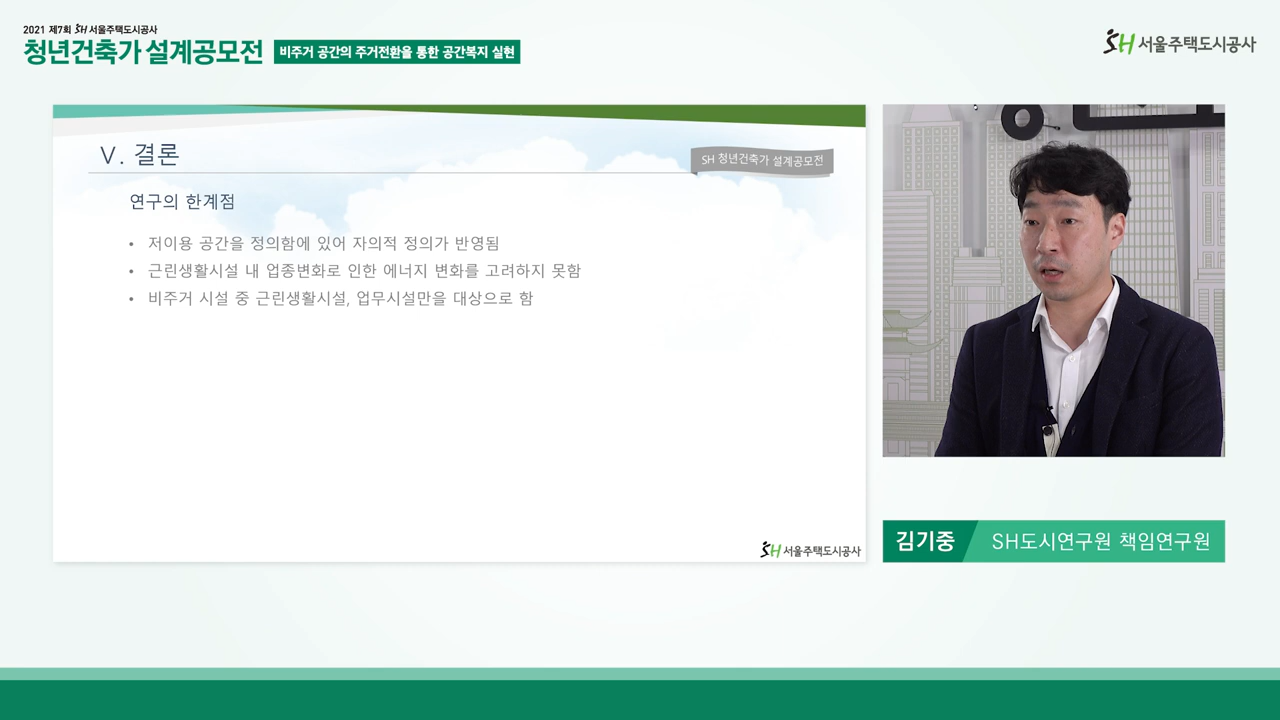 2021 제7회 SH 서울주택도시공사
청년건축가 설계공모전 비주거 공간의 주거전환을 통한 공간복지 실현
SH 서울주택도시공사
Ⅴ. 결론
SH 청년건축가 설계공모전
연구의 한계점
• 저이용 공간을 정의함에 있어 자의적 정의가 반영됨
• 근린생활시설 내 업종변화로 인한 에너지 변화를 고려하지 못함
• 비주거 시설 중 근린생활시설, 업무시설만을 대상으로 함
SH 서울주택도시공사
김기중 SH도시연구원 책임연구원